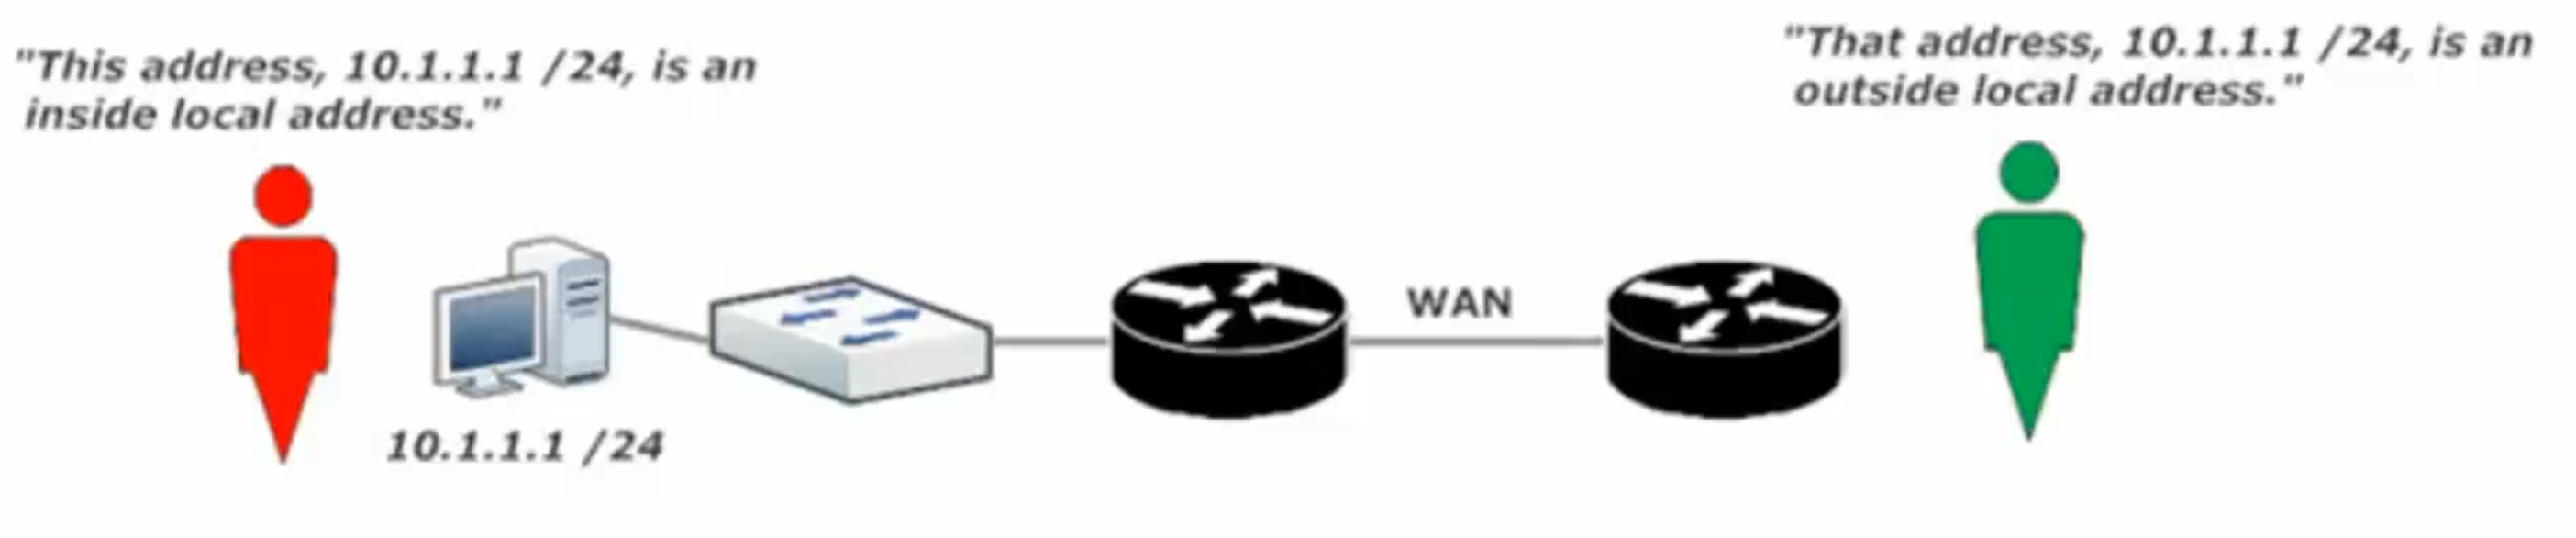 "This address, 10.1.1.1 /24, is an
inside local address."
"That address, 10.1.1.1 /24, is an
outside local address."
WAN
10.1.1.1 /24